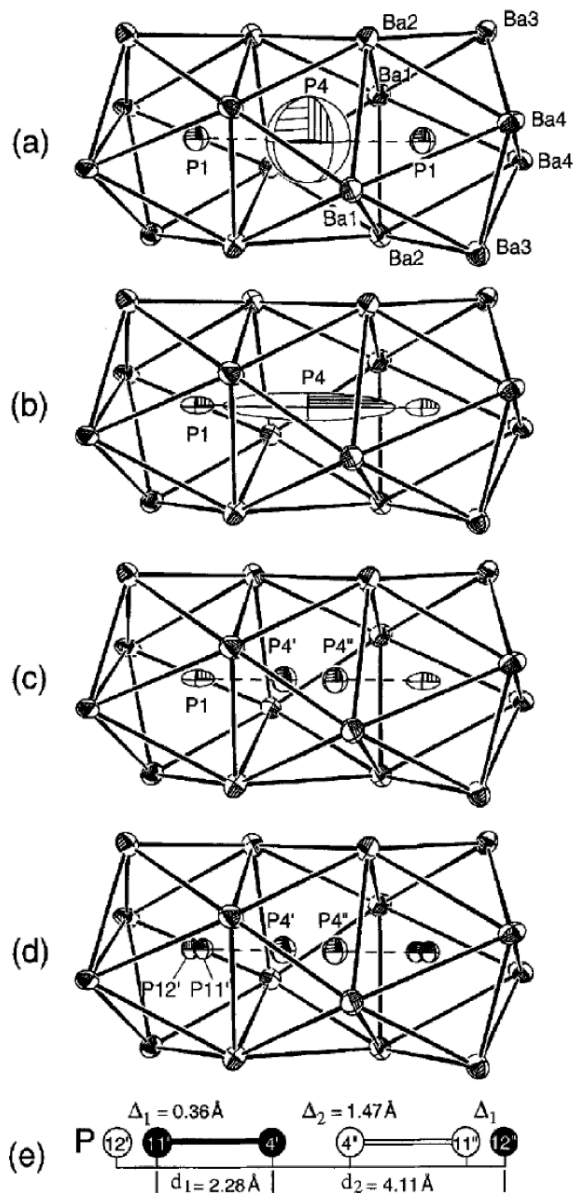 (a)
Ba2
Ba3
P4
Ba1
Ba4
P1
P1
Ba4
Ba1
Ba2
Ba3
(b)
P4
P1
(c)
P4' P4"
P1
(d)
P4' P4"
P12' P11'
(e)
Δ1 = 0.36Å Δ2 = 1.47Å Δ1
P 12' 11' 4' 4" 11" 12"
d1 = 2.28Å d2 = 4.11Å